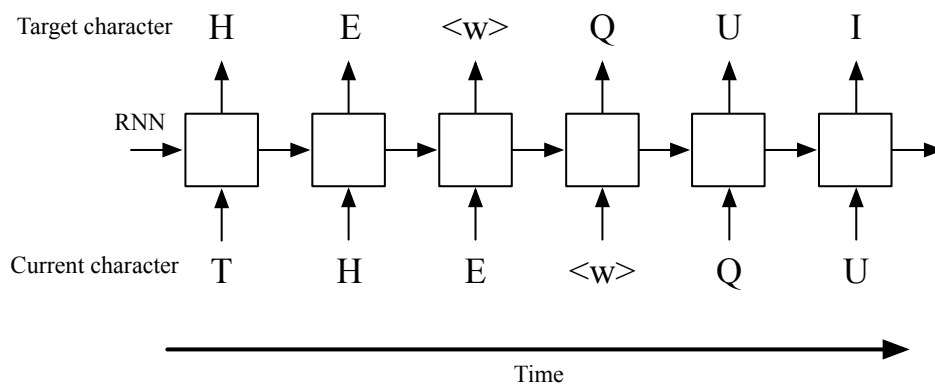 Target character H E <w> Q U I
RNN
Current character T H E <w> Q U
Time